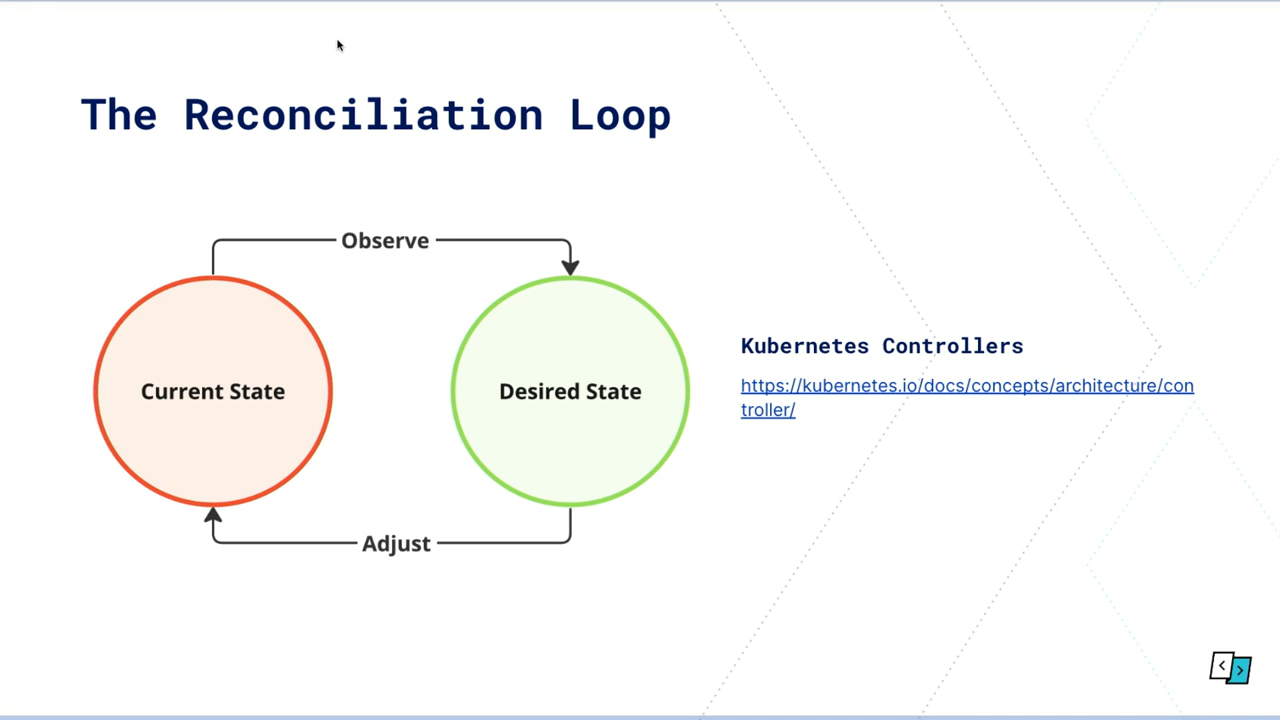 The Reconciliation Loop
Observe
Current State
Desired State
Adjust
Kubernetes Controllers
https://kubernetes.io/docs/concepts/architecture/con
troller/